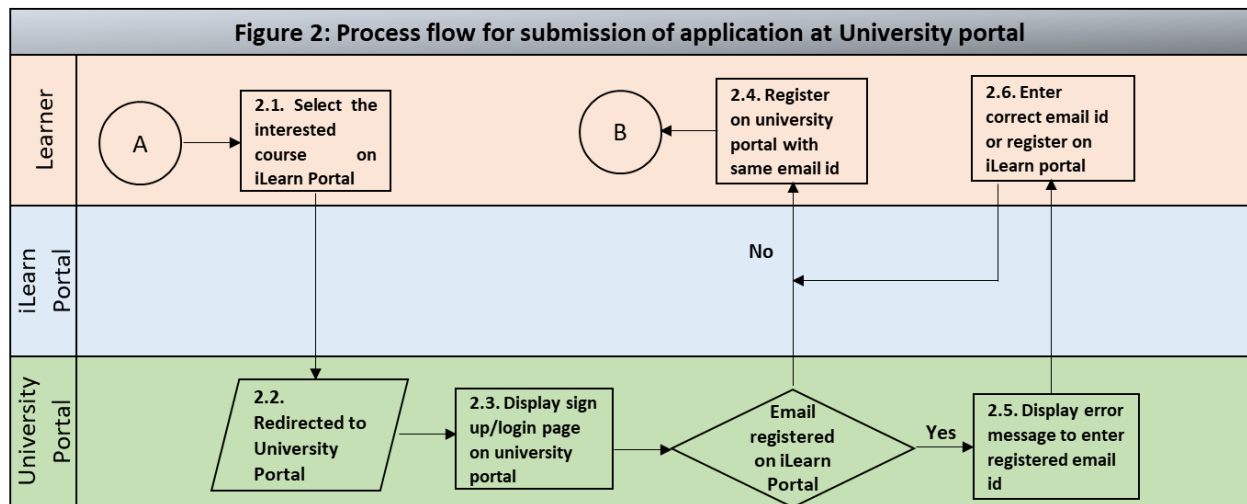 Figure 2: Process flow for submission of application at University portal
Learner
A
2.1. Select the
interested
course on
iLearn Portal
B
2.4. Register
on university
portal with
same email id
2.6. Enter
correct email id
or register on
iLearn portal
iLearn
Portal
No
University
Portal
2.2.
Redirected to
University
Portal
2.3. Display sign
up/login page
on university
portal
Email
registered
on iLearn
Portal
Yes
2.5. Display error
message to enter
registered email
id